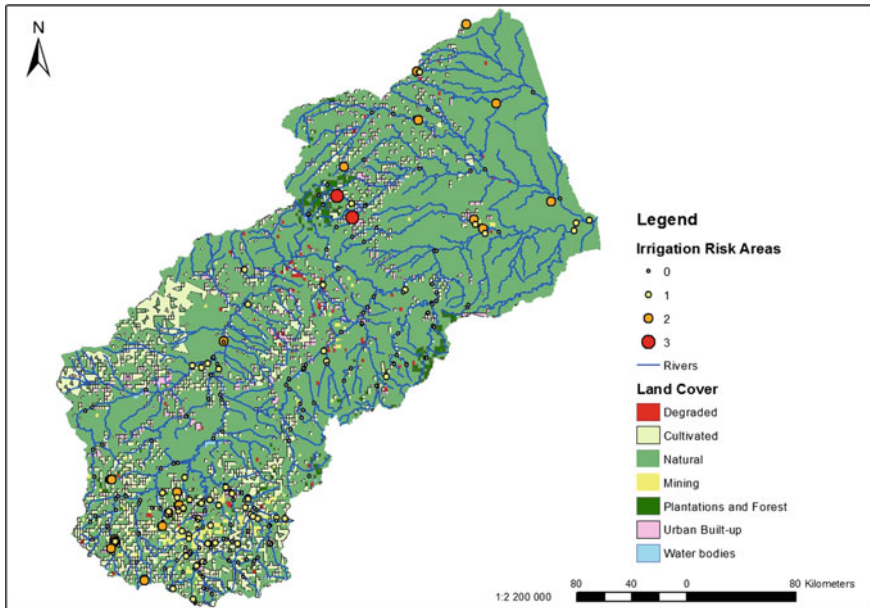 N
Legend
Irrigation Risk Areas
0
1
2
3
Rivers
Land Cover
Degraded
Cultivated
Natural
Mining
Plantations and Forest
Urban Built-up
Water bodies
1:2 200 000
80 40 0 80 Kilometers